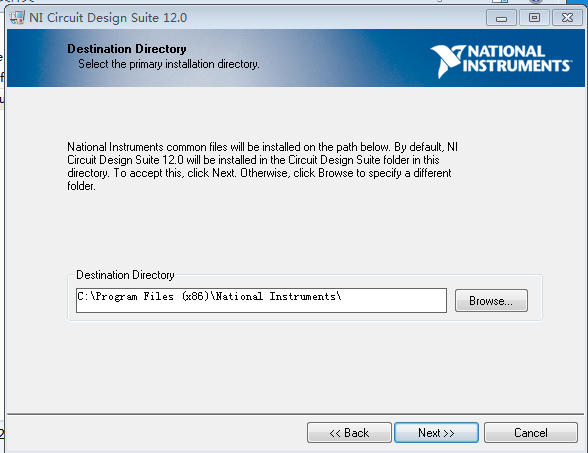 NI Circuit Design Suite 12.0
Destination Directory
Select the primary installation directory.
NATIONAL
INSTRUMENTS
National Instruments common files will be installed on the path below. By default, NI
Circuit Design Suite 12.0 will be installed in the Circuit Design Suite folder in this
directory. To accept this, click Next. Otherwise, click Browse to specify a different
folder.
Destination Directory
C:\Program Files (x86)\National Instruments\
Browse...
<< Back
Next >>
Cancel